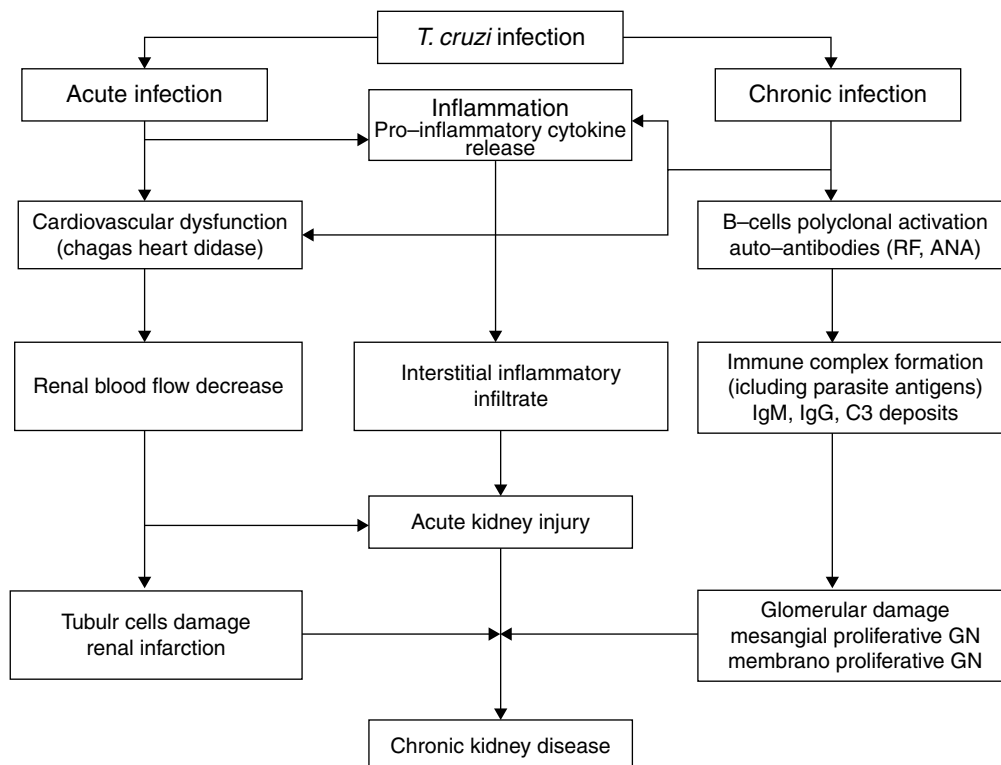 T. cruzi infection
Acute infection
Inflammation
Pro–inflammatory cytokine
release
Chronic infection
Cardiovascular dysfunction
(chagas heart didase)
B–cells polyclonal activation
auto–antibodies (RF, ANA)
Renal blood flow decrease
Interstitial inflammatory
infiltrate
Immune complex formation
(icluding parasite antigens)
IgM, IgG, C3 deposits
Acute kidney injury
Tubulr cells damage
renal infarction
Glomerular damage
mesangial proliferative GN
membrano proliferative GN
Chronic kidney disease